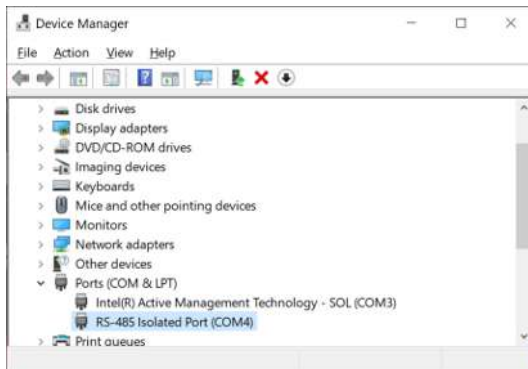 Device Manager
File Action View Help
Disk drives
Display adapters
DVD/CD-ROM drives
Imaging devices
Keyboards
Mice and other pointing devices
Monitors
Network adapters
Other devices
Ports (COM & LPT)
Intel(R) Active Management Technology - SOL (COM3)
RS-485 Isolated Port (COM4)
Print queues